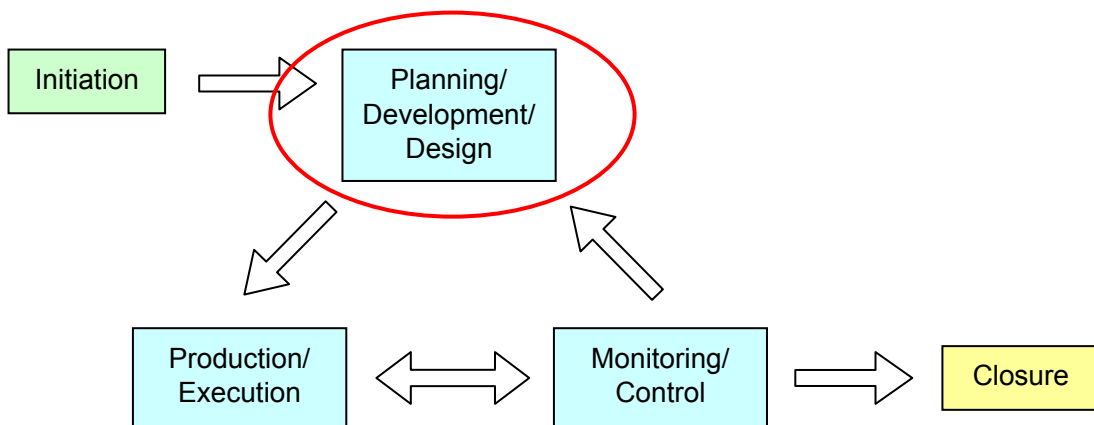 Initiation
Planning/
Development/
Design
Production/
Execution
Monitoring/
Control
Closure